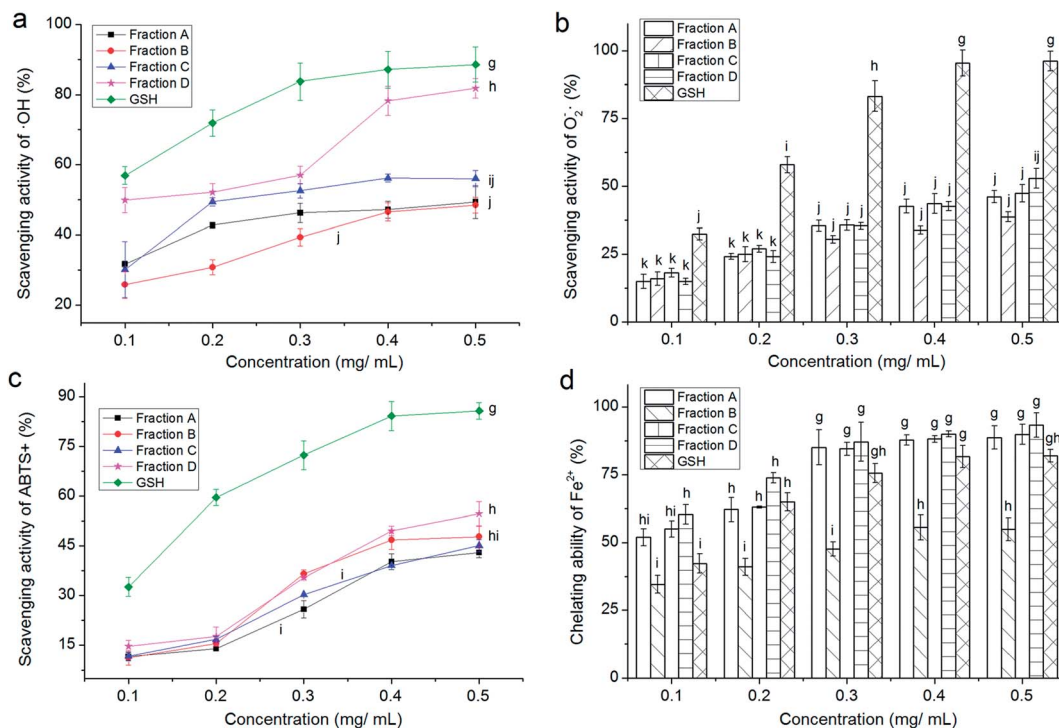 a
Scavenging activity of ·OH (%)
100
80
60
40
20
Fraction A
Fraction B
Fraction C
Fraction D
GSH
g
h
ij
j
j
0.1 0.2 0.3 0.4 0.5
Concentration (mg/ mL)
b
Scavenging activity of O₂⁻· (%)
100
75
50
25
0
Fraction A
Fraction B
Fraction C
Fraction D
GSH
k k k k j
k k k k i
j j j j h
j j j j g
j j j ij g
0.1 0.2 0.3 0.4 0.5
Concentration (mg/ mL)
c
Scavenging activity of ABTS+ (%)
90
75
60
45
30
15
Fraction A
Fraction B
Fraction C
Fraction D
GSH
g
h
hi
i
i
0.1 0.2 0.3 0.4 0.5
Concentration (mg/ mL)
d
Chelating ability of Fe²⁺ (%)
100
75
50
25
0
Fraction A
Fraction B
Fraction C
Fraction D
GSH
hi i hi h i
h i h h h
g i g g gh
g h g g g
g h g g gh
0.1 0.2 0.3 0.4 0.5
Concentration (mg/ mL)